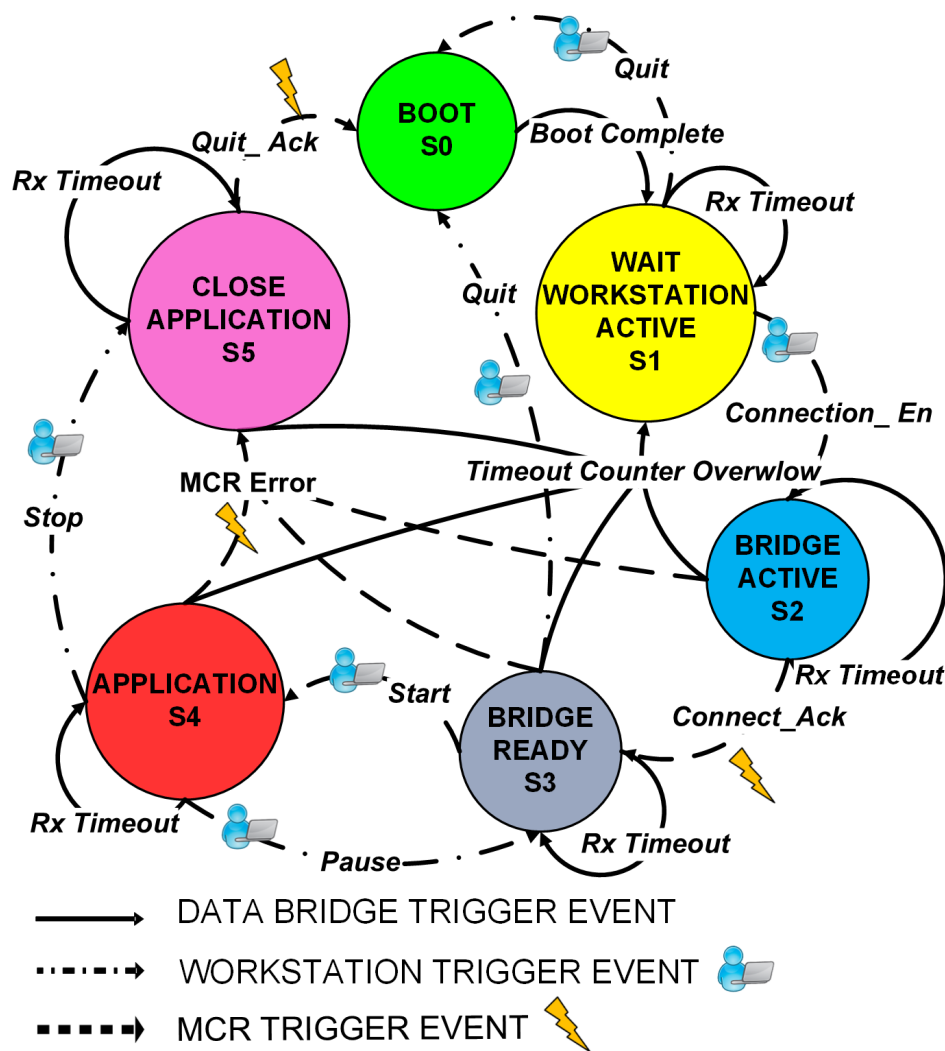 Quit
BOOT
S0
Boot Complete
Quit_ Ack
Rx Timeout
Rx Timeout
CLOSE
APPLICATION
S5
WAIT
WORKSTATION
ACTIVE
S1
Quit
Connection_ En
Timeout Counter Overwlow
MCR Error
Stop
BRIDGE
ACTIVE
S2
Rx Timeout
APPLICATION
S4
Start
BRIDGE
READY
S3
Connect_Ack
Rx Timeout
Rx Timeout
Pause
DATA BRIDGE TRIGGER EVENT
WORKSTATION TRIGGER EVENT
MCR TRIGGER EVENT